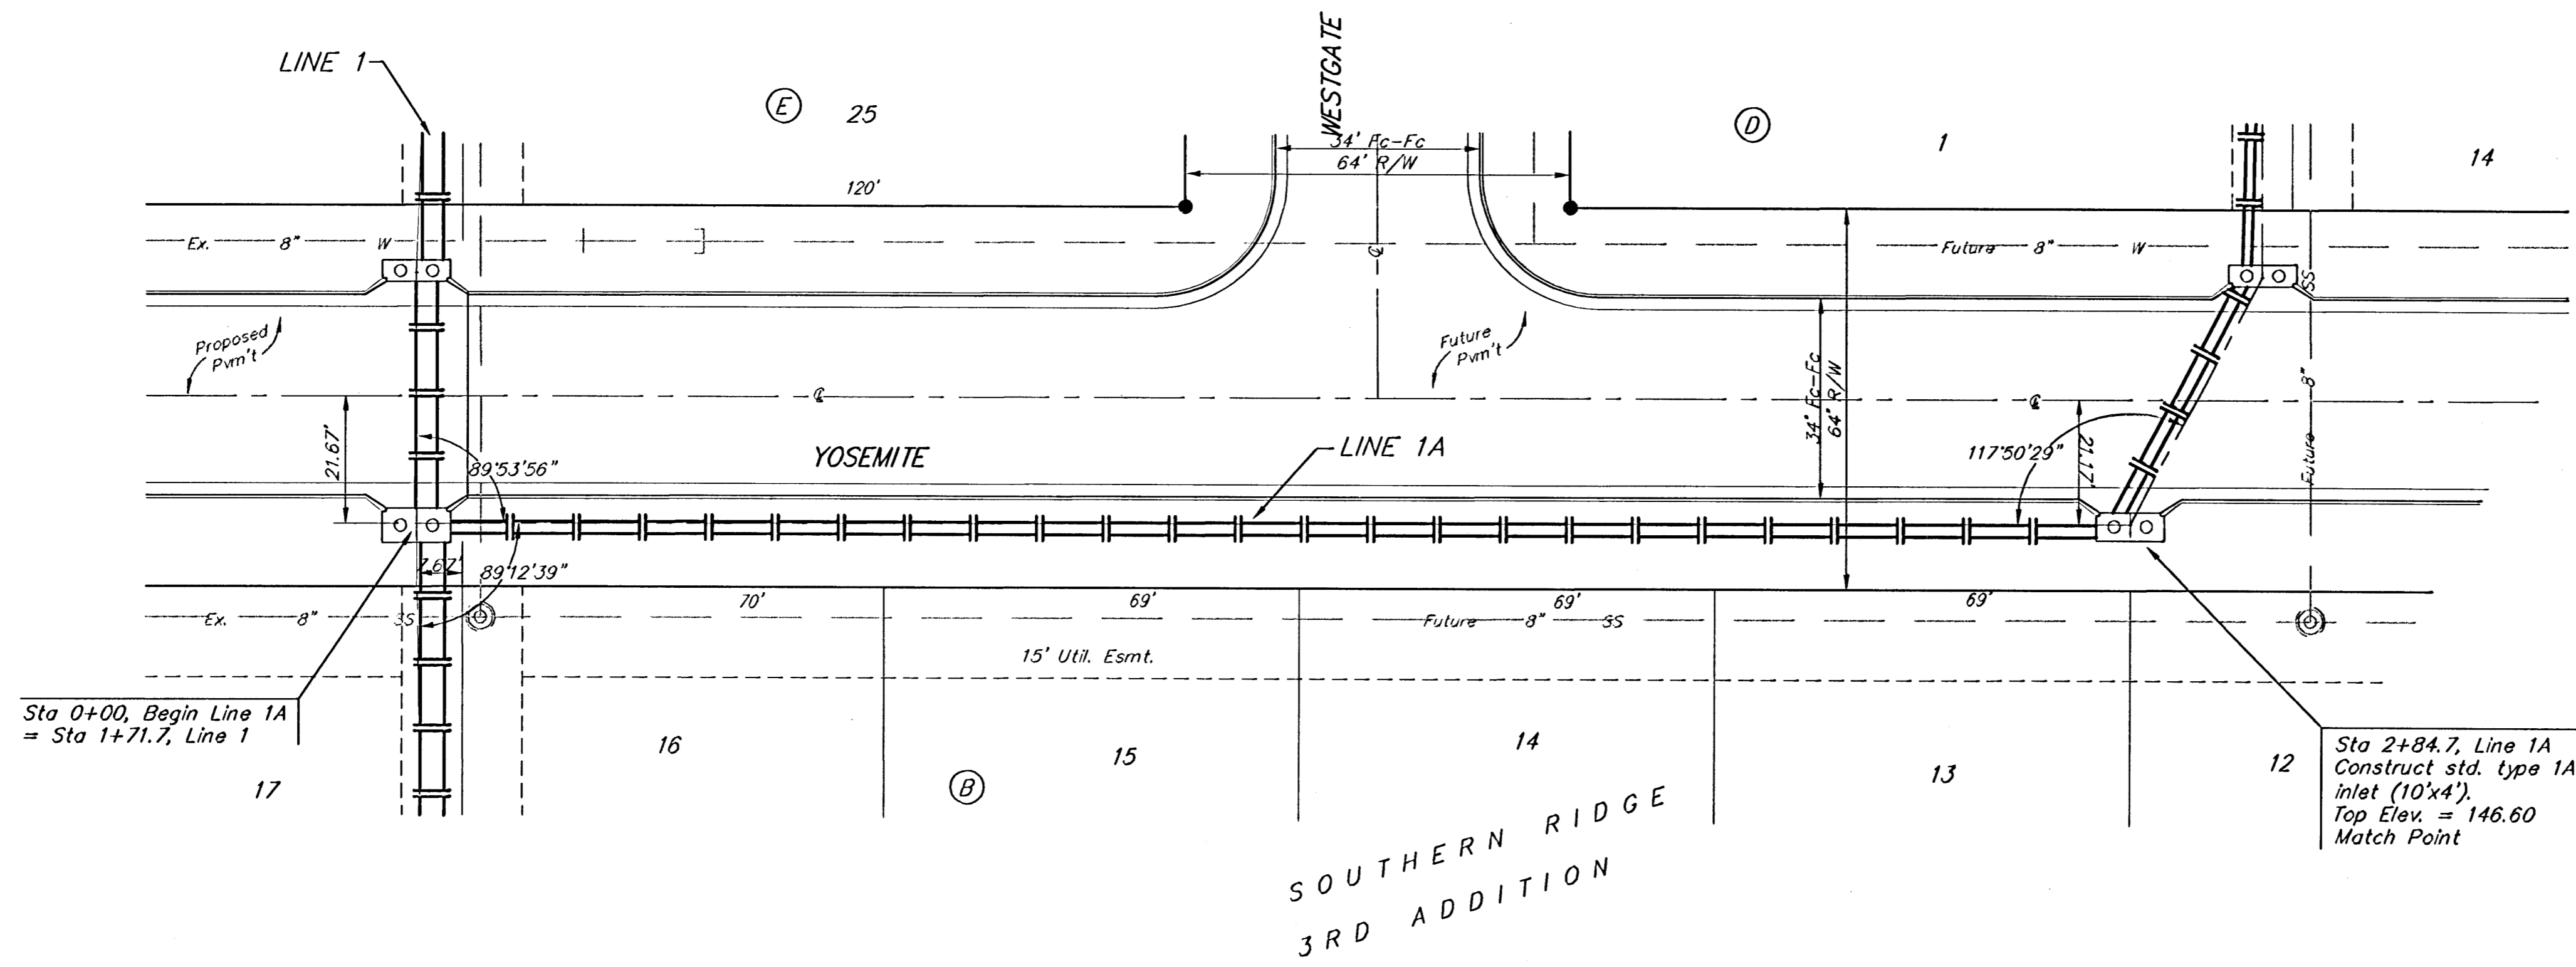 LINE 1
E
25
WESTGATE
34' Fc-Fc
64' R/W
D
1
14
120'
Ex. 8" W
Future 8" W
SS
Proposed
Pvm't
Future
Pvm't
℄
℄
℄
21.67'
89°53'56"
YOSEMITE
LINE 1A
34' Fc-Fc
64' R/W
117°50'29"
21.17'
Future 8"
7.67'
89°12'39"
70'
69'
69'
69'
Ex. 8" SS
Future 8" SS
15' Util. Esmt.
Sta 0+00, Begin Line 1A
= Sta 1+71.7, Line 1
17
16
15
14
13
12
B
Sta 2+84.7, Line 1A
Construct std. type 1A
inlet (10'x4').
Top Elev. = 146.60
Match Point
SOUTHERN RIDGE
3RD ADDITION